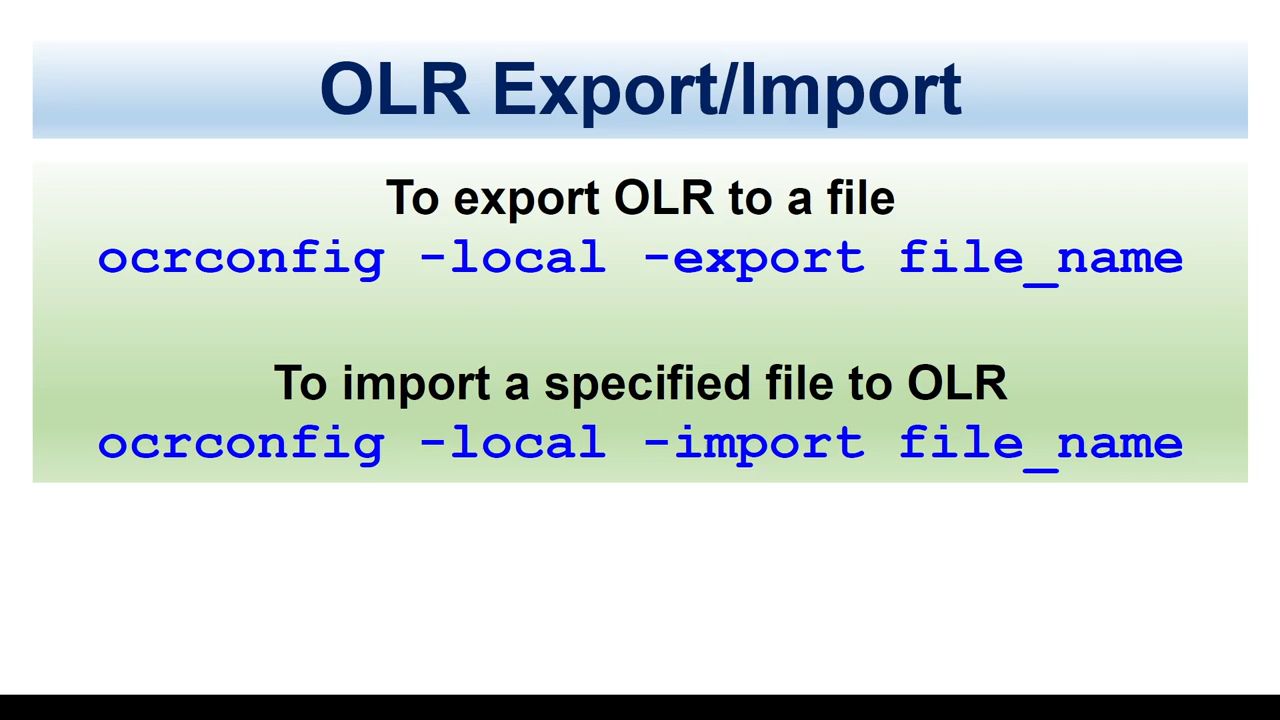 OLR Export/Import
To export OLR to a file
ocrconfig -local -export file_name
To import a specified file to OLR
ocrconfig -local -import file_name